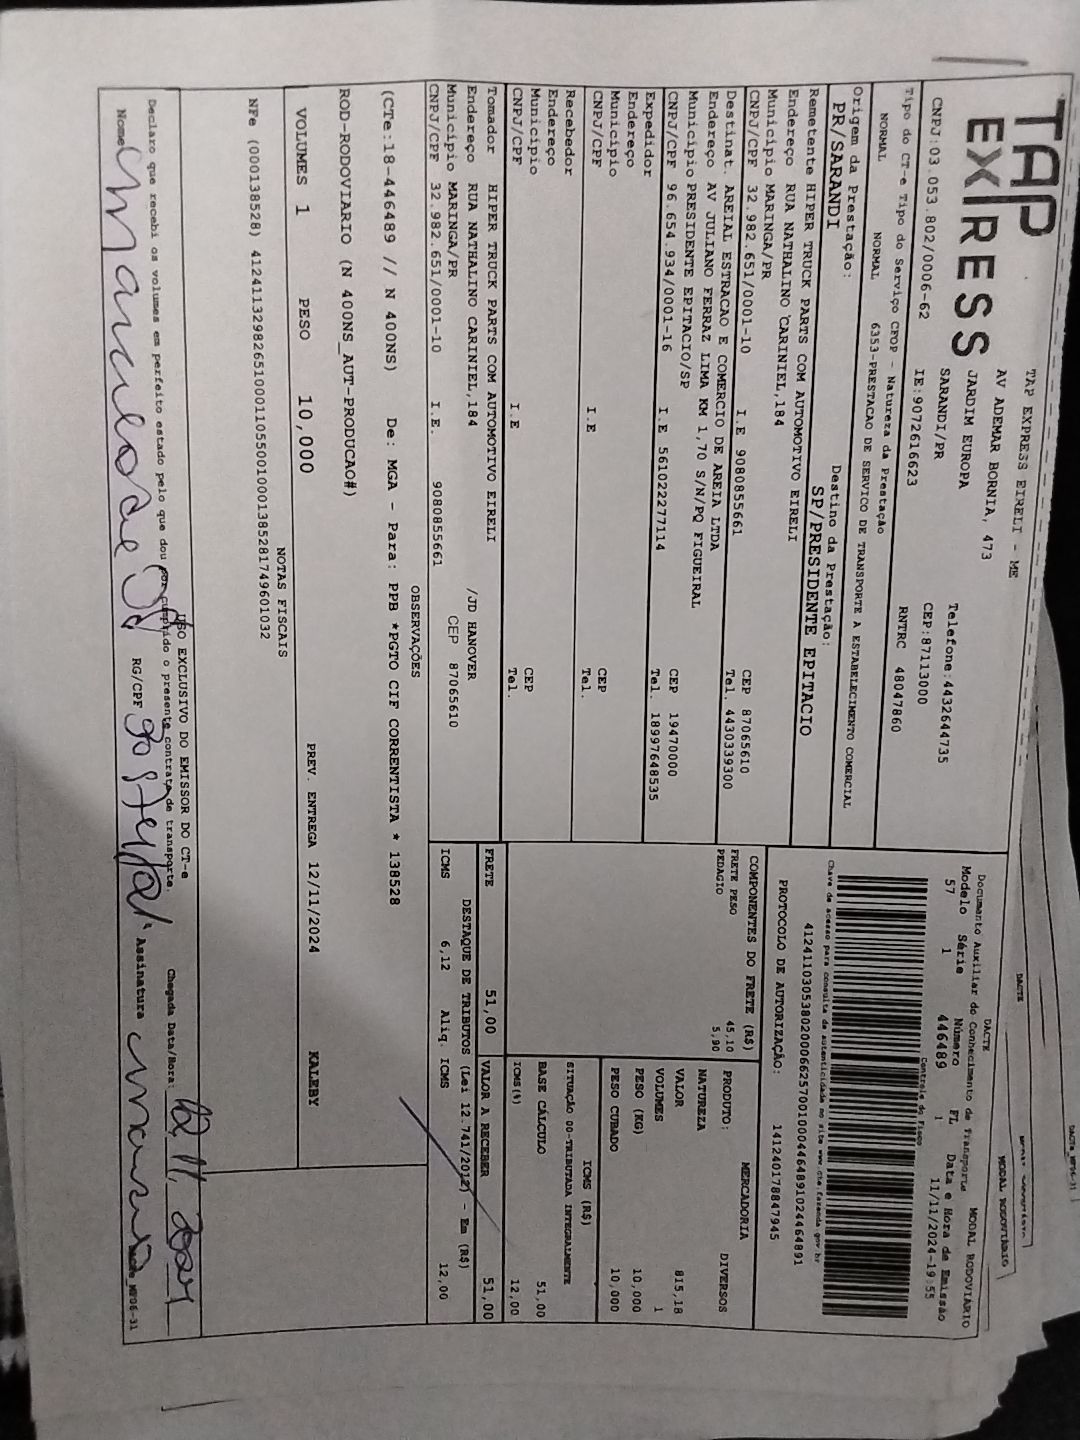 TAP
EXPRESS
TAP EXPRESS EIRELI - ME
AV ADEMAR BORNIA, 473
JARDIM EUROPA
SARANDI/PR
Telefone:4432644735
CEP:87113000
CNPJ:03.053.802/0006-62
IE:9072616623
RNTRC 48047860
Tipo do CT-e Tipo do Serviço CFOP - Natureza da Prestação
NORMAL NORMAL 6353-PRESTACAO DE SERVICO DE TRANSPORTE A ESTABELECIMENTO COMERCIAL
Origem da Prestação: Destino da Prestação:
PR/SARANDI SP/PRESIDENTE EPITACIO
Remetente HIPER TRUCK PARTS COM AUTOMOTIVO EIRELI
Endereço RUA NATHALINO CARINIEL,184
Município MARINGA/PR CEP 87065610
CNPJ/CPF 32.982.651/0001-10 I.E 9080855661 Tel. 4430339300
Destinat. AREIAL ESTRACAO E COMERCIO DE AREIA LTDA
Endereço AV JULIANO FERRAZ LIMA KM 1,70 S/N/PQ FIGUEIRAL
Município PRESIDENTE EPITACIO/SP CEP 19470000
CNPJ/CPF 96.654.934/0001-16 I.E 561022277114 Tel. 18997648535
Expedidor
Endereço
Município CEP
CNPJ/CPF I.E Tel.
Recebedor
Endereço
Município CEP
CNPJ/CPF I.E Tel.
Tomador HIPER TRUCK PARTS COM AUTOMOTIVO EIRELI
Endereço RUA NATHALINO CARINIEL,184 /JD HANOVER
Município MARINGA/PR CEP 87065610
CNPJ/CPF 32.982.651/0001-10 I.E. 9080855661
DACTE
Documento Auxiliar do Conhecimento de Transporte MODAL RODOVIÁRIO
Modelo Série Número FL Data e Hora de Emissão
57 1 446489 1 11/11/2024-19:55
Controle do Fisco
Chave de acesso para consulta de autenticidade no site www.cte.fazenda.gov.br
41241103053802000662570010004464891024464891
PROTOCOLO DE AUTORIZAÇÃO: 141240178847945
COMPONENTES DO FRETE (R$)
FRETE PESO 45,10
PEDAGIO 5,90
MERCADORIA
PRODUTO: DIVERSOS
NATUREZA
VALOR 815,18
VOLUMES 1
PESO (KG) 10,000
PESO CUBADO 10,000
ICMS (R$)
SITUAÇÃO 00-TRIBUTADA INTEGRALMENTE
BASE CÁLCULO 51,00
ICMS(%) 12,00
FRETE 51,00 VALOR A RECEBER 51,00
DESTAQUE DE TRIBUTOS (Lei 12.741/2012) - Em (R$)
ICMS 6,12 Aliq. ICMS 12,00
OBSERVAÇÕES
(CTe:18-446489 // N 400NS) De: MGA - Para: PPB *PGTO CIF CORRENTISTA * 138528
ROD-RODOVIARIO (N 400NS_AUT-PRODUCAO#)
VOLUMES 1 PESO 10,000 PREV. ENTREGA 12/11/2024 KALEBY
NOTAS FISCAIS
NFe (000138528) 41241132982651000110550010001385281749601032
USO EXCLUSIVO DO EMISSOR DO CT-e
Declaro que recebi os volumes em perfeito estado pelo que dou por cumprido o presente contrato de transporte.
Chegada Data/Hora:
Nome RG/CPF Assinatura
DACTE
MODAL RODOVIÁRIO